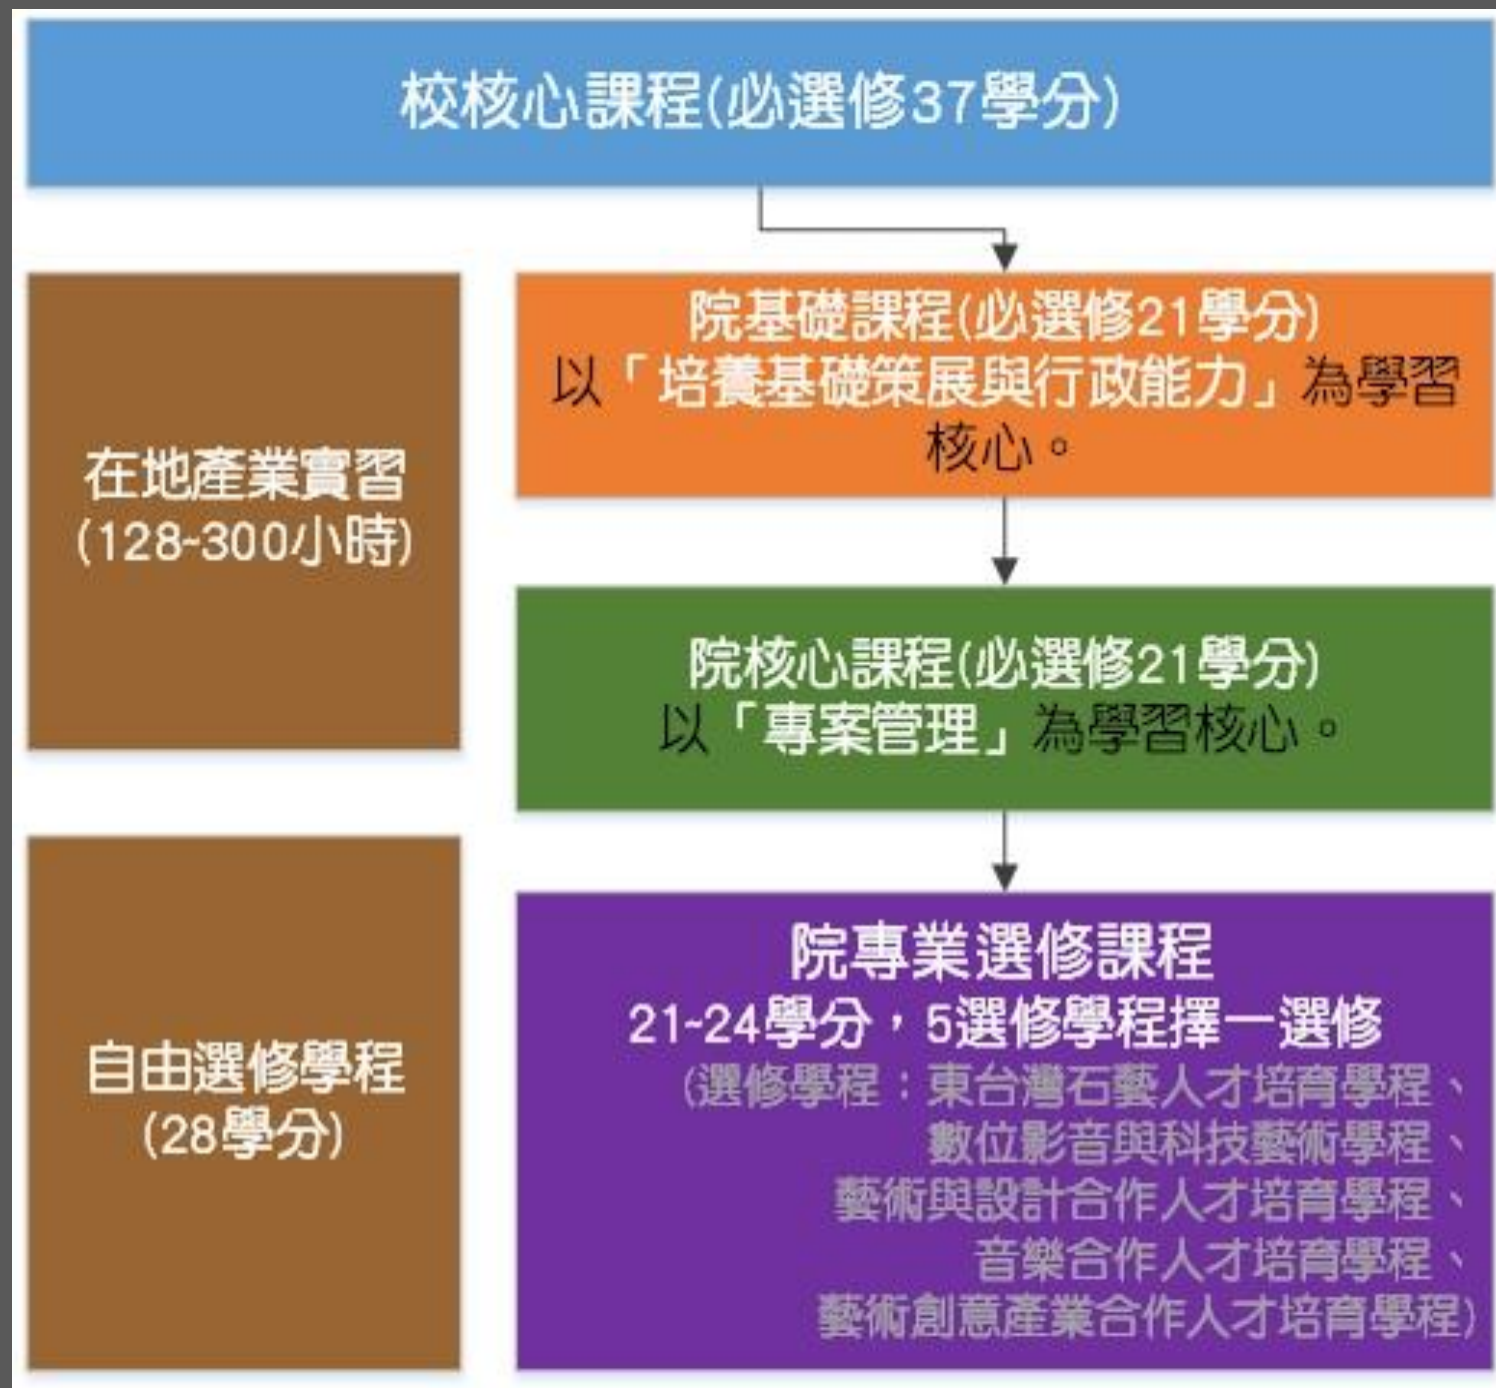 校核心課程(必選修37學分)
院基礎課程(必選修21學分)
以「培養基礎策展與行政能力」為學習
核心。
在地產業實習
(128~300小時)
院核心課程(必選修21學分)
以「專案管理」為學習核心。
自由選修學程
(28學分)
院專業選修課程
21~24學分，5選修學程擇一選修
(選修學程：東台灣石藝人才培育學程、
數位影音與科技藝術學程、
藝術與設計合作人才培育學程、
音樂合作人才培育學程、
藝術創意產業合作人才培育學程)